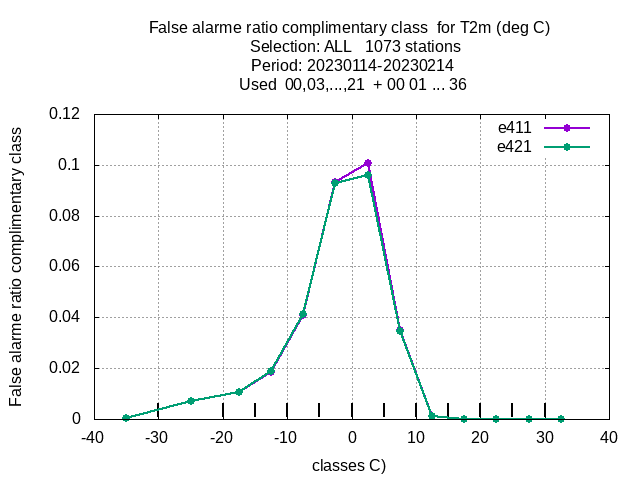 False alarme ratio complimentary class  for T2m (deg C)
Selection: ALL   1073 stations
Period: 20230114-20230214
Used  00,03,...,21  + 00 01 ... 36
False alarme ratio complimentary class
0.12
0.1
0.08
0.06
0.04
0.02
0
e411
e421
-40 -30 -20 -10 0 10 20 30 40
classes C)